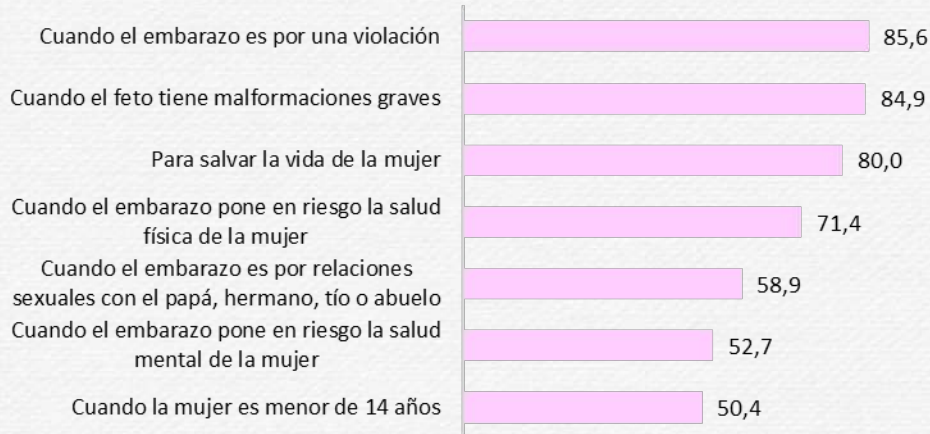 Cuando el embarazo es por una violación 85,6
Cuando el feto tiene malformaciones graves 84,9
Para salvar la vida de la mujer 80,0
Cuando el embarazo pone en riesgo la salud
física de la mujer 71,4
Cuando el embarazo es por relaciones
sexuales con el papá, hermano, tío o abuelo 58,9
Cuando el embarazo pone en riesgo la salud
mental de la mujer 52,7
Cuando la mujer es menor de 14 años 50,4